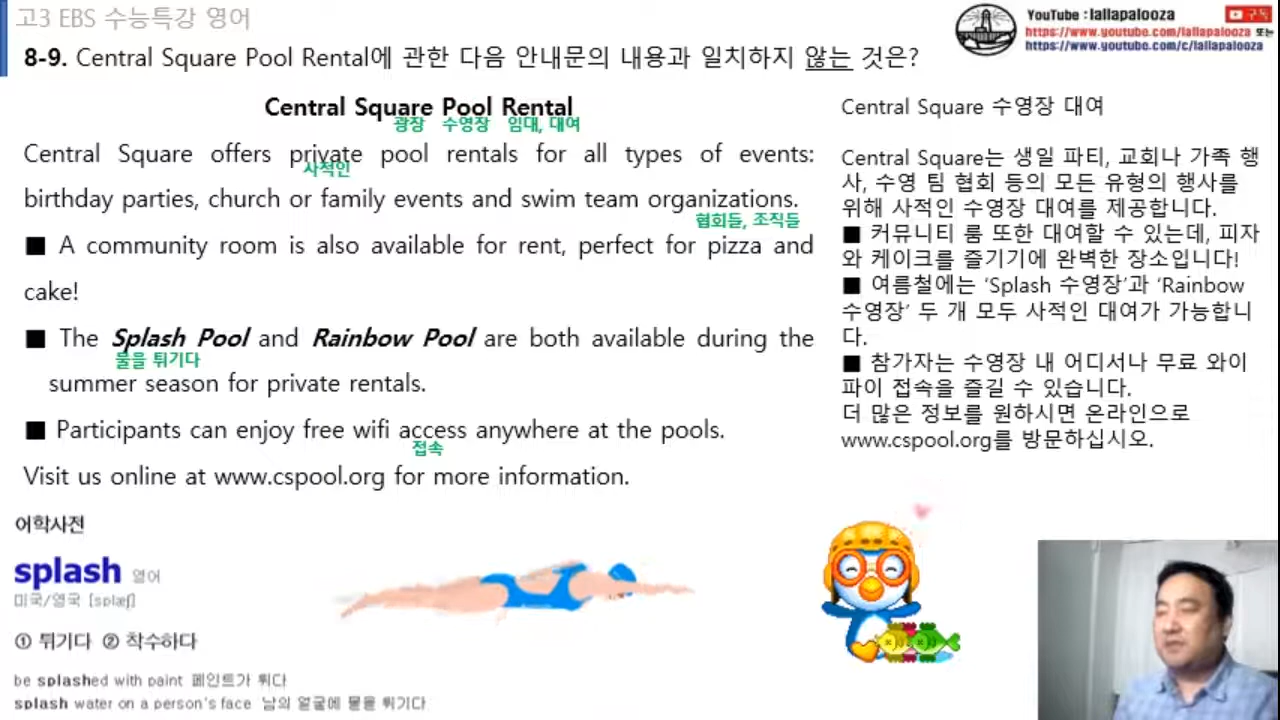 고3 EBS 수능특강 영어
YouTube : lallapalooza
구독
https://www.youtube.com/lallapalooza 또는
https://www.youtube.com/c/lallapalooza
8-9. Central Square Pool Rental에 관한 다음 안내문의 내용과 일치하지 않는 것은?
Central Square Pool Rental
광장 수영장 임대, 대여
Central Square offers private pool rentals for all types of events:
사적인
birthday parties, church or family events and swim team organizations.
협회들, 조직들
■ A community room is also available for rent, perfect for pizza and
cake!
■ The Splash Pool and Rainbow Pool are both available during the
물을 튀기다
summer season for private rentals.
■ Participants can enjoy free wifi access anywhere at the pools.
접속
Visit us online at www.cspool.org for more information.
Central Square 수영장 대여
Central Square는 생일 파티, 교회나 가족 행
사, 수영 팀 협회 등의 모든 유형의 행사를
위해 사적인 수영장 대여를 제공합니다.
■ 커뮤니티 룸 또한 대여할 수 있는데, 피자
와 케이크를 즐기기에 완벽한 장소입니다!
■ 여름철에는 ‘Splash 수영장’과 ‘Rainbow
수영장’ 두 개 모두 사적인 대여가 가능합니
다.
■ 참가자는 수영장 내 어디서나 무료 와이
파이 접속을 즐길 수 있습니다.
더 많은 정보를 원하시면 온라인으로
www.cspool.org를 방문하십시오.
어학사전
splash 영어
미국/영국 [splæʃ]
① 튀기다 ② 착수하다
be splashed with paint 페인트가 튀다
splash water on a person's face 남의 얼굴에 물을 튀기다